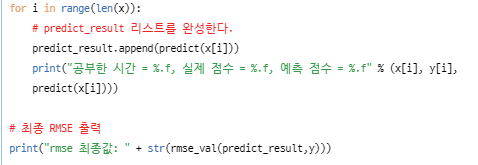 for i in range(len(x)):
# predict_result 리스트를 완성한다.
predict_result.append(predict(x[i]))
print("공부한 시간 = %.f, 실제 점수 = %.f, 예측 점수 = %.f" % (x[i], y[i],
predict(x[i])))
# 최종 RMSE 출력
print("rmse 최종값: " + str(rmse_val(predict_result,y)))